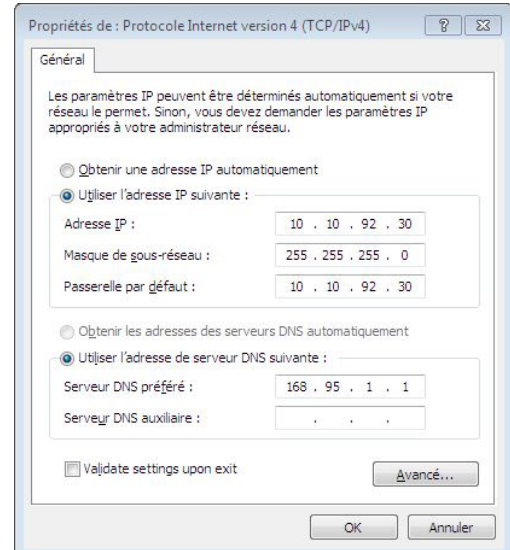 Propriétés de : Protocole Internet version 4 (TCP/IPv4)
Général
Les paramètres IP peuvent être déterminés automatiquement si votre
réseau le permet. Sinon, vous devez demander les paramètres IP
appropriés à votre administrateur réseau.
Obtenir une adresse IP automatiquement
Utiliser l'adresse IP suivante :
Adresse IP : 10 . 10 . 92 . 30
Masque de sous-réseau : 255 . 255 . 255 . 0
Passerelle par défaut : 10 . 10 . 92 . 30
Obtenir les adresses des serveurs DNS automatiquement
Utiliser l'adresse de serveur DNS suivante :
Serveur DNS préféré : 168 . 95 . 1 . 1
Serveur DNS auxiliaire : . . .
Validate settings upon exit
Avancé...
OK Annuler